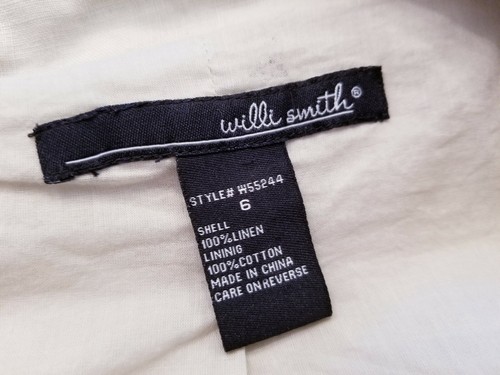 willi smith®
STYLE# W55244
6
SHELL
100%LINEN
LINING
100%COTTON
MADE IN CHINA
CARE ON REVERSE